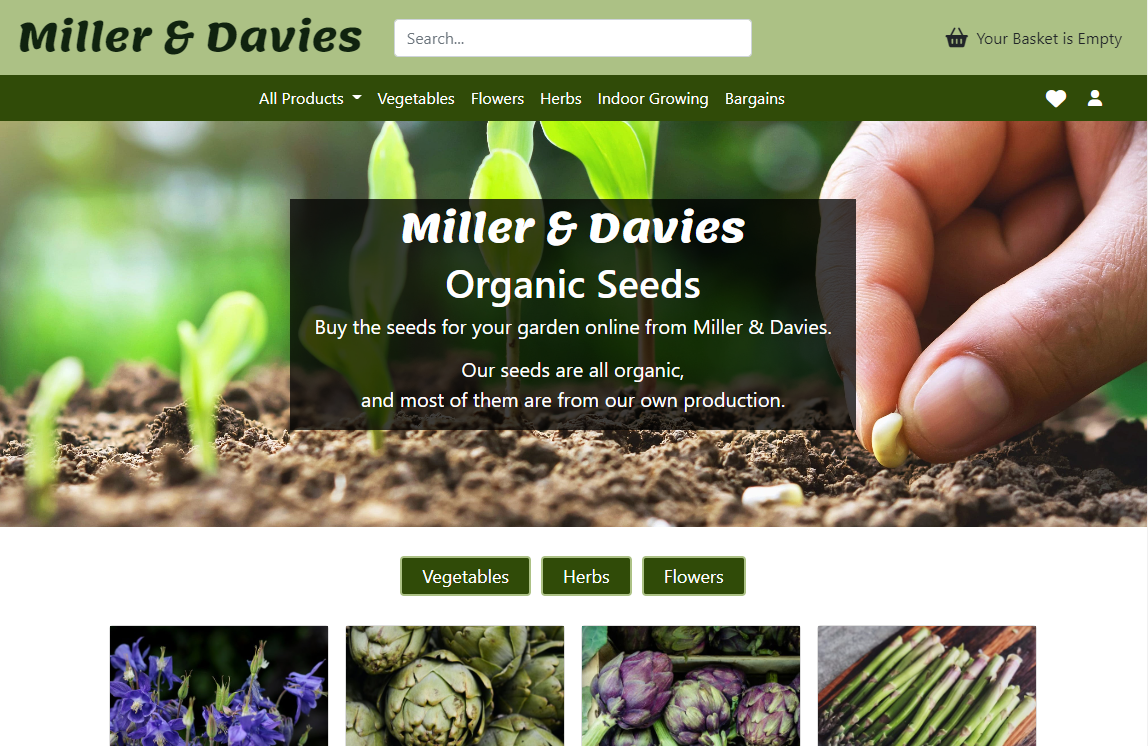 Miller & Davies
Search...
Your Basket is Empty
All Products
Vegetables
Flowers
Herbs
Indoor Growing
Bargains
Miller & Davies
Organic Seeds
Buy the seeds for your garden online from Miller & Davies.
Our seeds are all organic,
and most of them are from our own production.
Vegetables
Herbs
Flowers